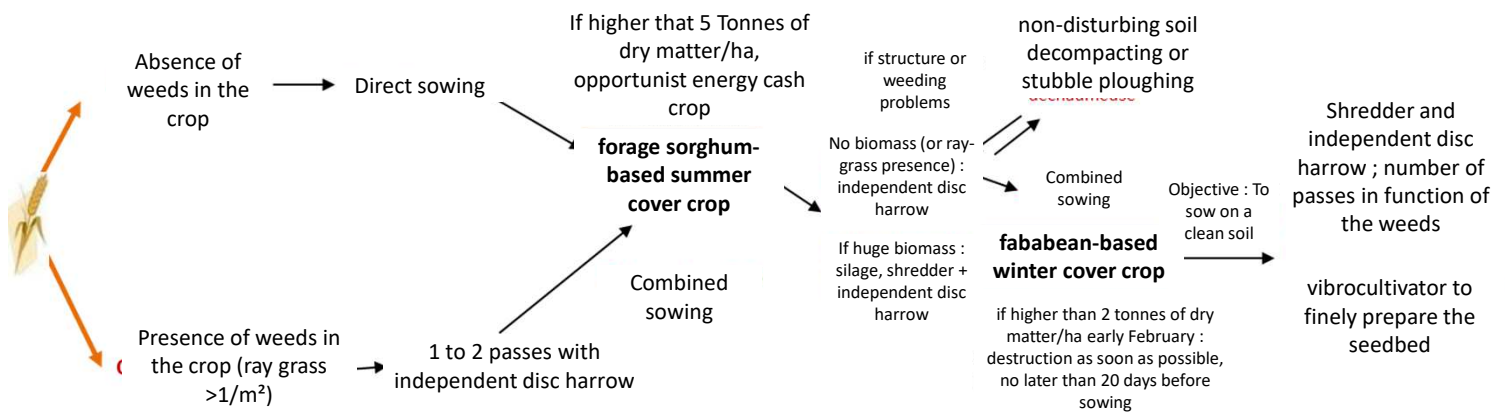 Absence of
weeds in the
crop
Direct sowing
If higher that 5 Tonnes of
dry matter/ha,
opportunist energy cash
crop
forage sorghum-
based summer
cover crop
Combined
sowing
Presence of weeds in
the crop (ray grass
>1/m²)
1 to 2 passes with
independent disc harrow
if structure or
weeding
problems
non-disturbing soil
decompacting or
stubble ploughing
No biomass (or ray-
grass presence) :
independent disc
harrow
If huge biomass :
silage, shredder +
independent disc
harrow
Combined
sowing
fababean-based
winter cover crop
if higher than 2 tonnes of dry
matter/ha early February :
destruction as soon as possible,
no later than 20 days before
sowing
Objective : To
sow on a
clean soil
Shredder and
independent disc
harrow ; number of
passes in function of
the weeds
vibrocultivator to
finely prepare the
seedbed